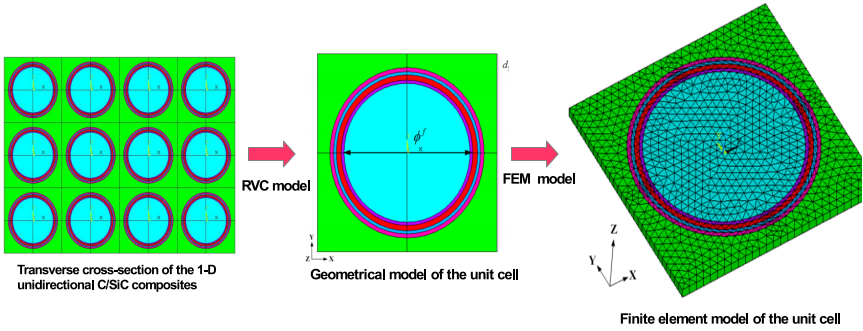 RVC model
Transverse cross-section of the 1-D
unidirectional C/SiC composites
d
ϕf
x
Y
Z X
Geometrical model of the unit cell
FEM model
Z
Y
X
Finite element model of the unit cell